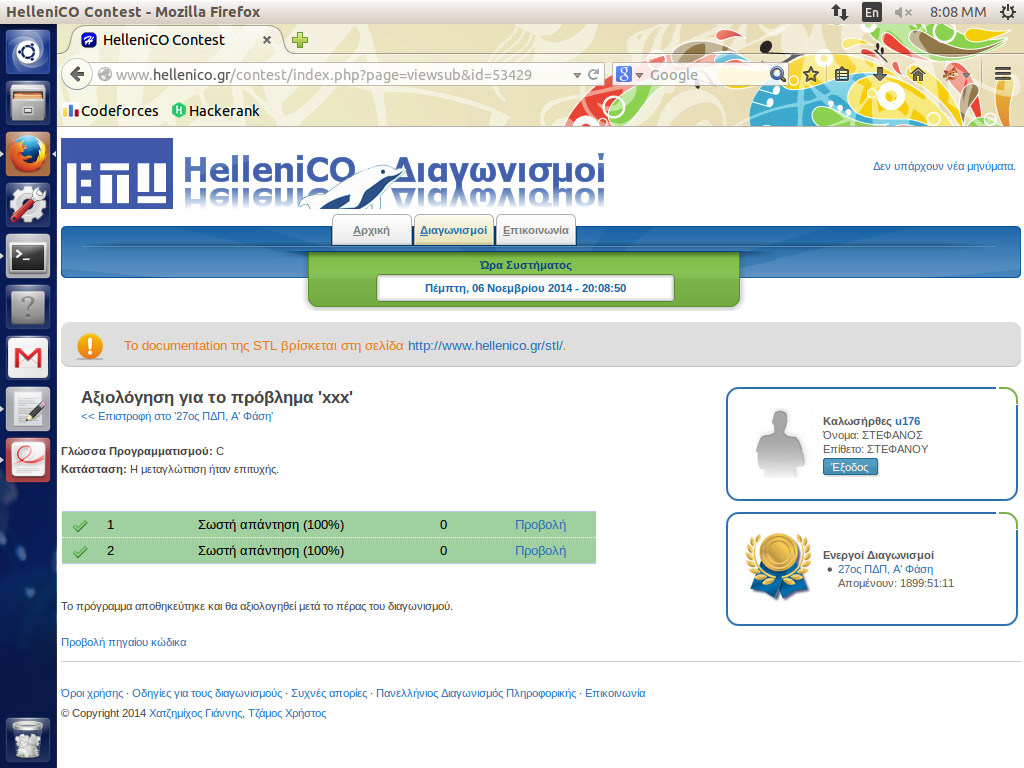 HelleniCO Contest - Mozilla Firefox
En
8:08 MM
HelleniCO Contest
www.hellenico.gr/contest/index.php?page=viewsub&id=53429
Google
Codeforces
Hackerank
HelleniCO Διαγωνισμοί
Δεν υπάρχουν νέα μηνύματα.
Αρχική
Διαγωνισμοί
Επικοινωνία
Ώρα Συστήματος
Πέμπτη, 06 Νοεμβρίου 2014 - 20:08:50
Το documentation της STL βρίσκεται στη σελίδα http://www.hellenico.gr/stl/.
Αξιολόγηση για το πρόβλημα 'xxx'
<< Επιστροφή στο '27ος ΠΔΠ, Α' Φάση'
Γλώσσα Προγραμματισμού: C
Κατάσταση: Η μεταγλώττιση ήταν επιτυχής.
1 Σωστή απάντηση (100%) 0 Προβολή
2 Σωστή απάντηση (100%) 0 Προβολή
Το πρόγραμμα αποθηκεύτηκε και θα αξιολογηθεί μετά το πέρας του διαγωνισμού.
Προβολή πηγαίου κώδικα
Καλωσήρθες u176
Όνομα: ΣΤΕΦΑΝΟΣ
Επίθετο: ΣΤΕΦΑΝΟΥ
Έξοδος
Ενεργοί Διαγωνισμοί
• 27ος ΠΔΠ, Α' Φάση
Απομένουν: 1899:51:11
Όροι χρήσης · Οδηγίες για τους διαγωνισμούς · Συχνές απορίες · Πανελλήνιος Διαγωνισμός Πληροφορικής · Επικοινωνία
© Copyright 2014 Χατζημίχος Γιάννης, Τζάμος Χρήστος